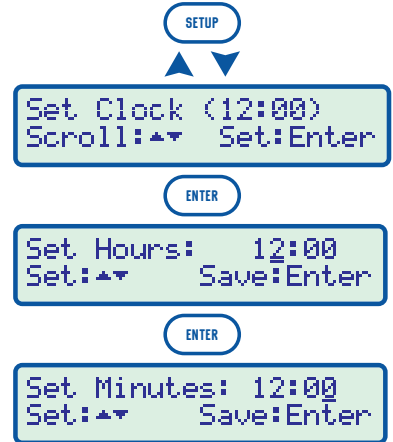 SETUP
Set Clock (12:00)
Scroll:▲▼ Set:Enter
ENTER
Set Hours: 12:00
Set:▲▼ Save:Enter
ENTER
Set Minutes: 12:00
Set:▲▼ Save:Enter